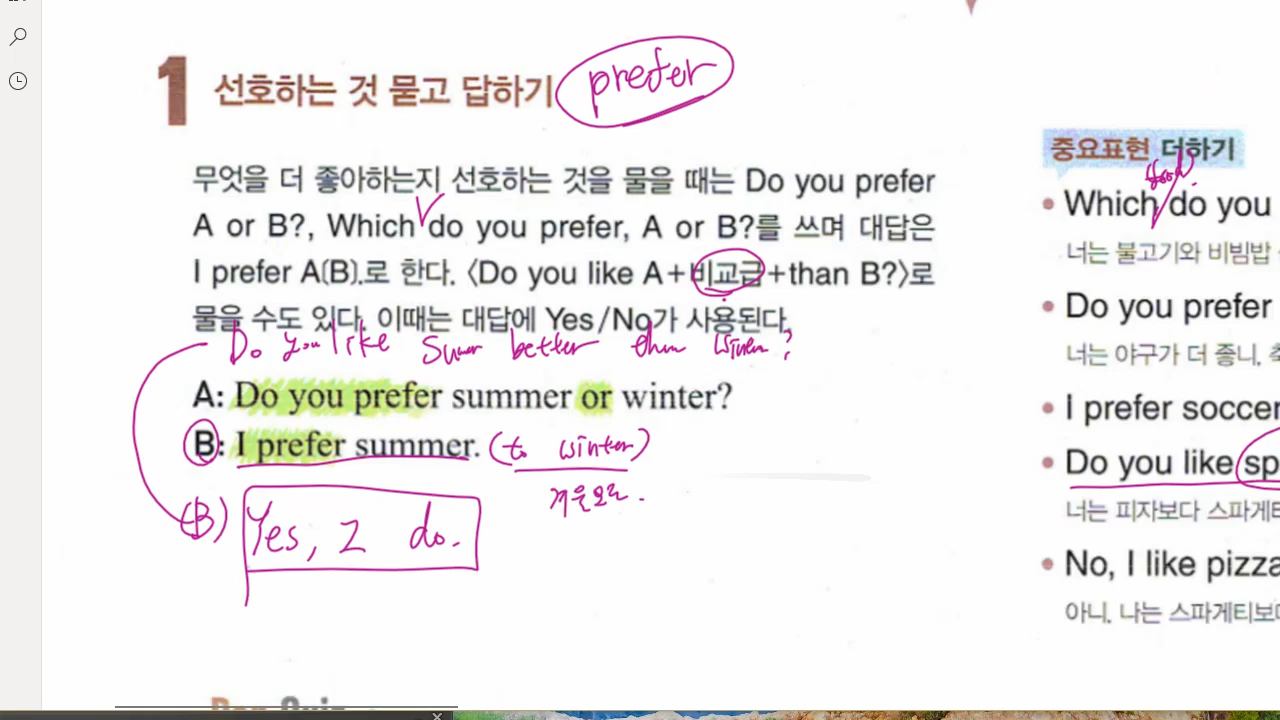 1 선호하는 것 묻고 답하기 prefer
무엇을 더 좋아하는지 선호하는 것을 물을 때는 Do you prefer
A or B?, Which do you prefer, A or B?를 쓰며 대답은
I prefer A(B).로 한다. 〈Do you like A+비교급+than B?〉로
물을 수도 있다. 이때는 대답에 Yes/No가 사용된다.
Do you like summer better than winter?
A: Do you prefer summer or winter?
B: I prefer summer. (to winter)
겨울보다.
(B) Yes, I do.
중요표현 더하기
food
Which do you
너는 불고기와 비빔밥
Do you prefer
너는 야구가 더 좋니, 축
I prefer soccer
Do you like sp
너는 피자보다 스파게티
No, I like pizza
아니, 나는 스파게티보다